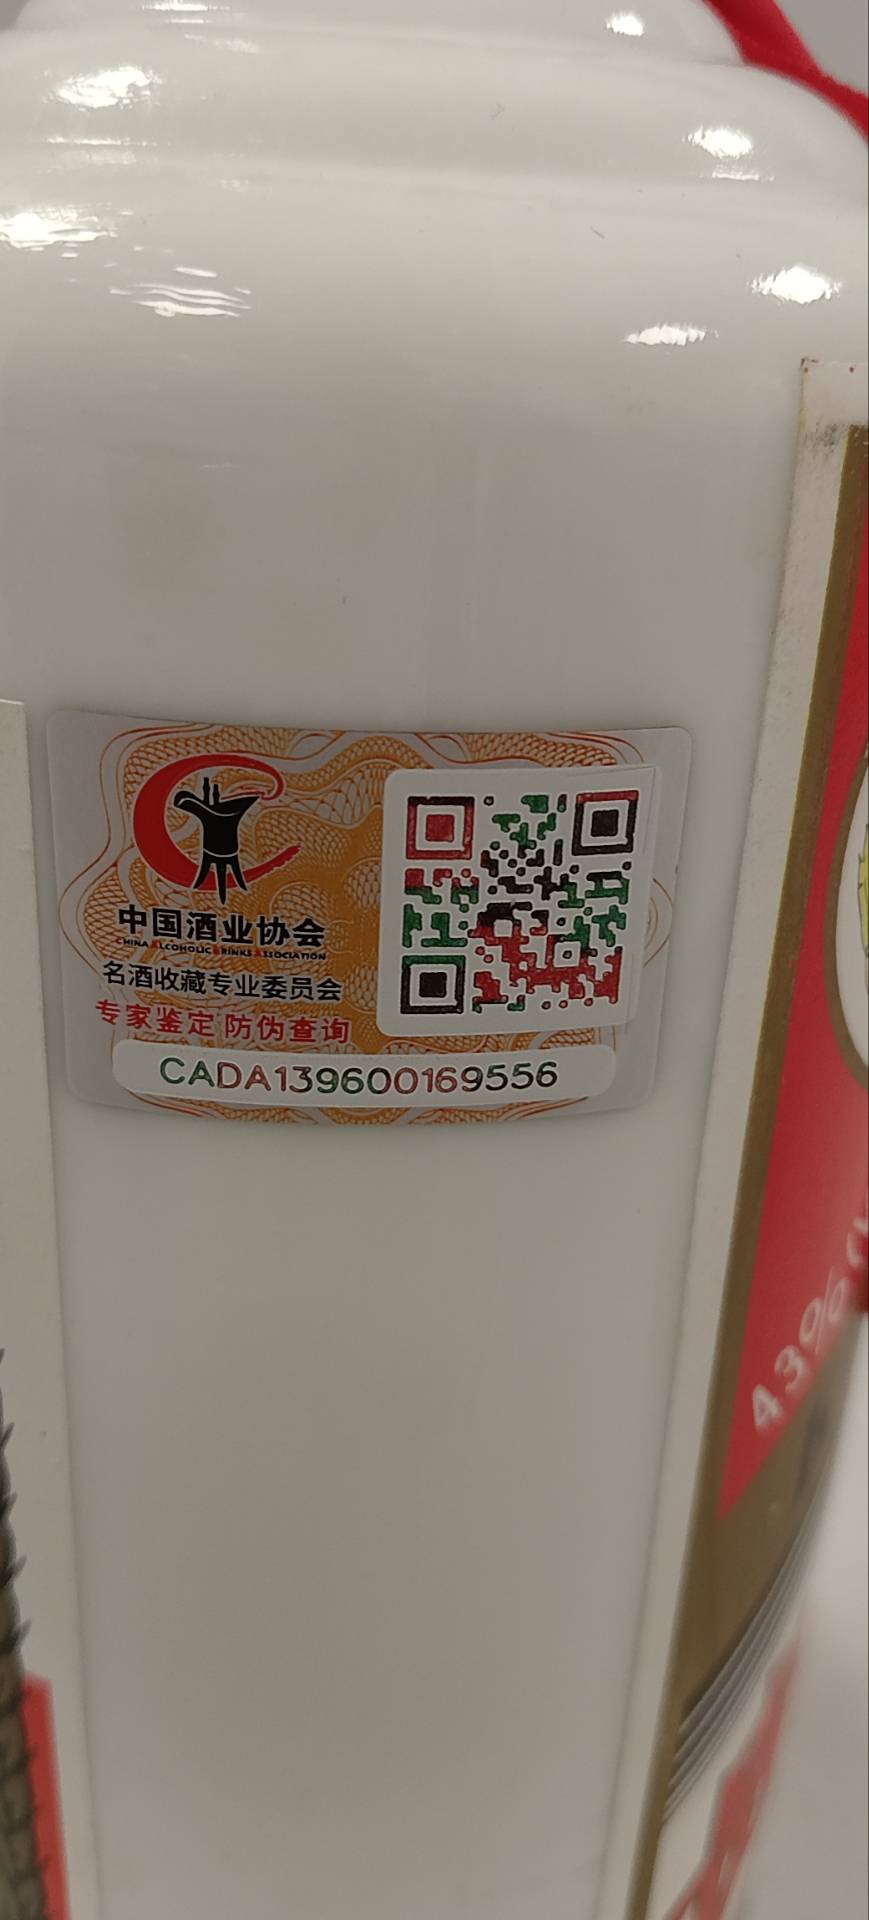 中国酒业协会
CHINA ALCOHOLIC DRINKS ASSOCIATION
名酒收藏专业委员会
专家鉴定 防伪查询
CADA139600169556
43%